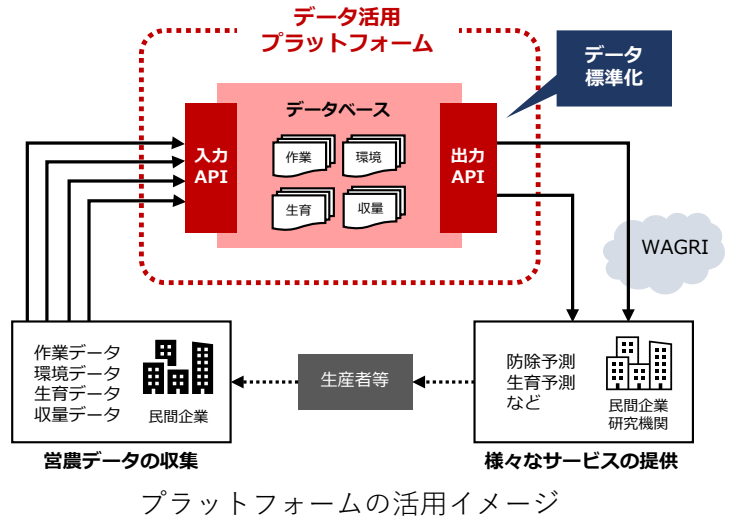 データ活用
プラットフォーム
データ
標準化
データベース
入力
API
作業
環境
生育
収量
出力
API
WAGRI
作業データ
環境データ
生育データ
収量データ
民間企業
営農データの収集
生産者等
防除予測
生育予測
など
民間企業
研究機関
様々なサービスの提供
プラットフォームの活用イメージ